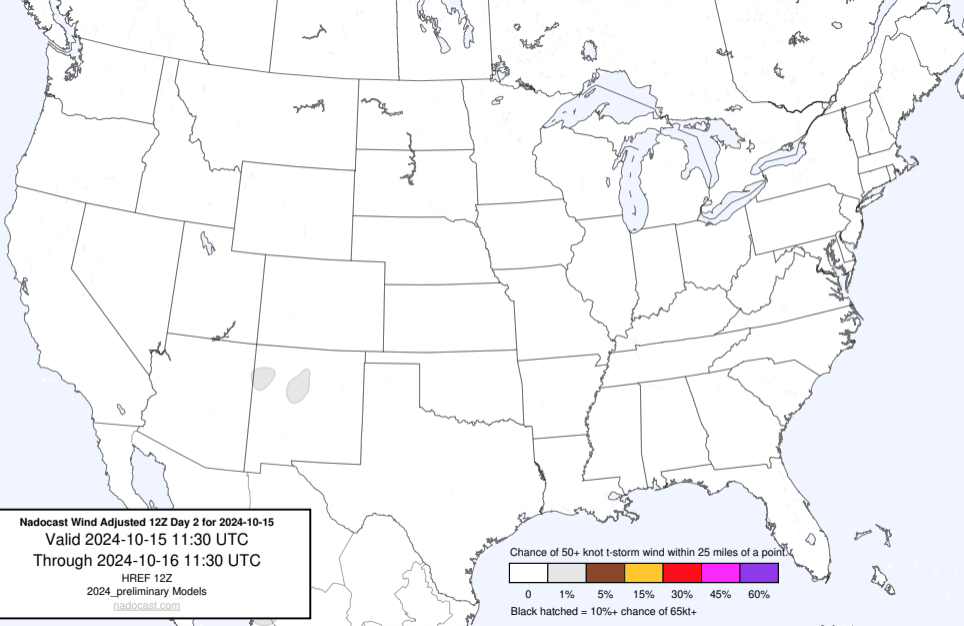 Nadocast Wind Adjusted 12Z Day 2 for 2024-10-15
Valid 2024-10-15 11:30 UTC
Through 2024-10-16 11:30 UTC
HREF 12Z
2024_preliminary Models
nadocast.com
Chance of 50+ knot t-storm wind within 25 miles of a point.
0 1% 5% 15% 30% 45% 60%
Black hatched = 10%+ chance of 65kt+